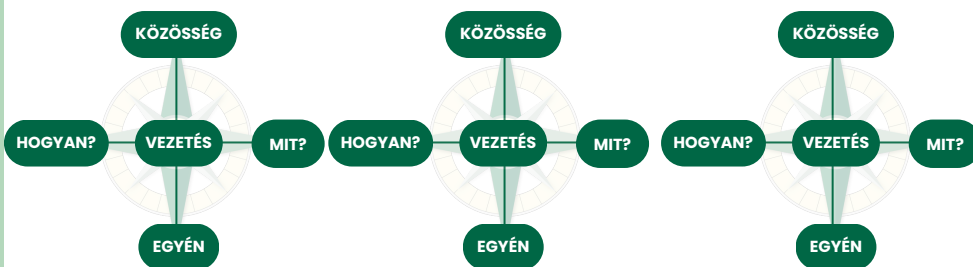 KÖZÖSSÉG KÖZÖSSÉG KÖZÖSSÉG
HOGYAN? VEZETÉS MIT? HOGYAN? VEZETÉS MIT? HOGYAN? VEZETÉS MIT?
EGYÉN EGYÉN EGYÉN